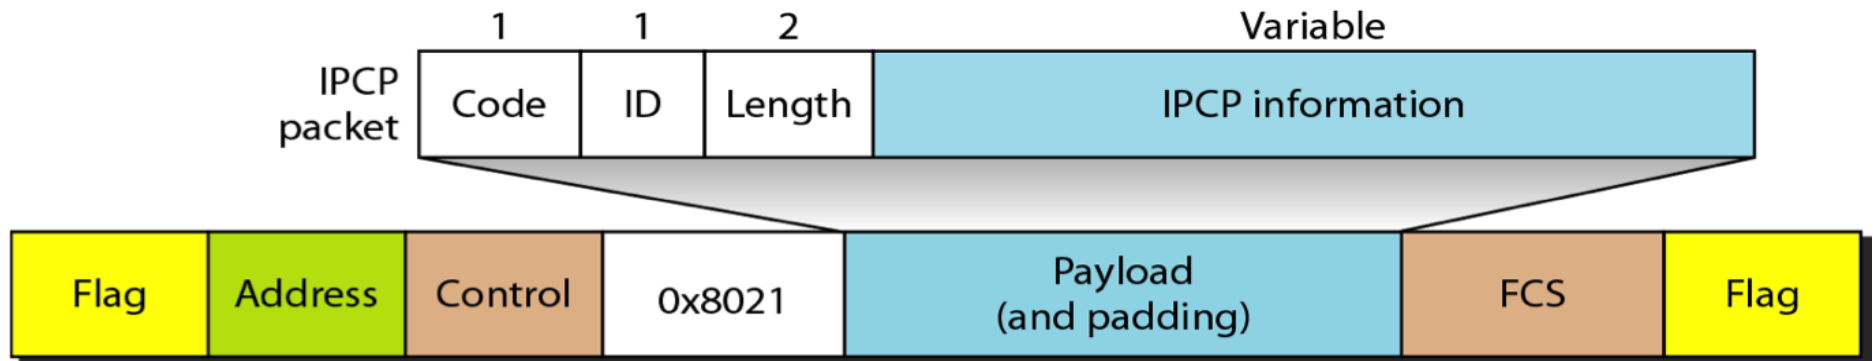 1 1 2 Variable
IPCP
packet
Code ID Length IPCP information
Flag Address Control 0x8021 Payload
(and padding) FCS Flag